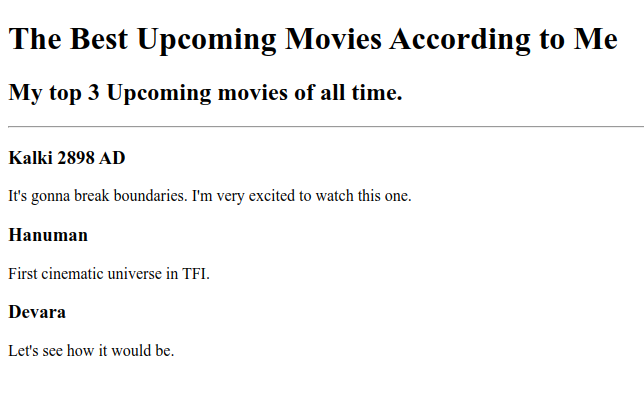 The Best Upcoming Movies According to Me
My top 3 Upcoming movies of all time.
Kalki 2898 AD
It's gonna break boundaries. I'm very excited to watch this one.
Hanuman
First cinematic universe in TFI.
Devara
Let's see how it would be.